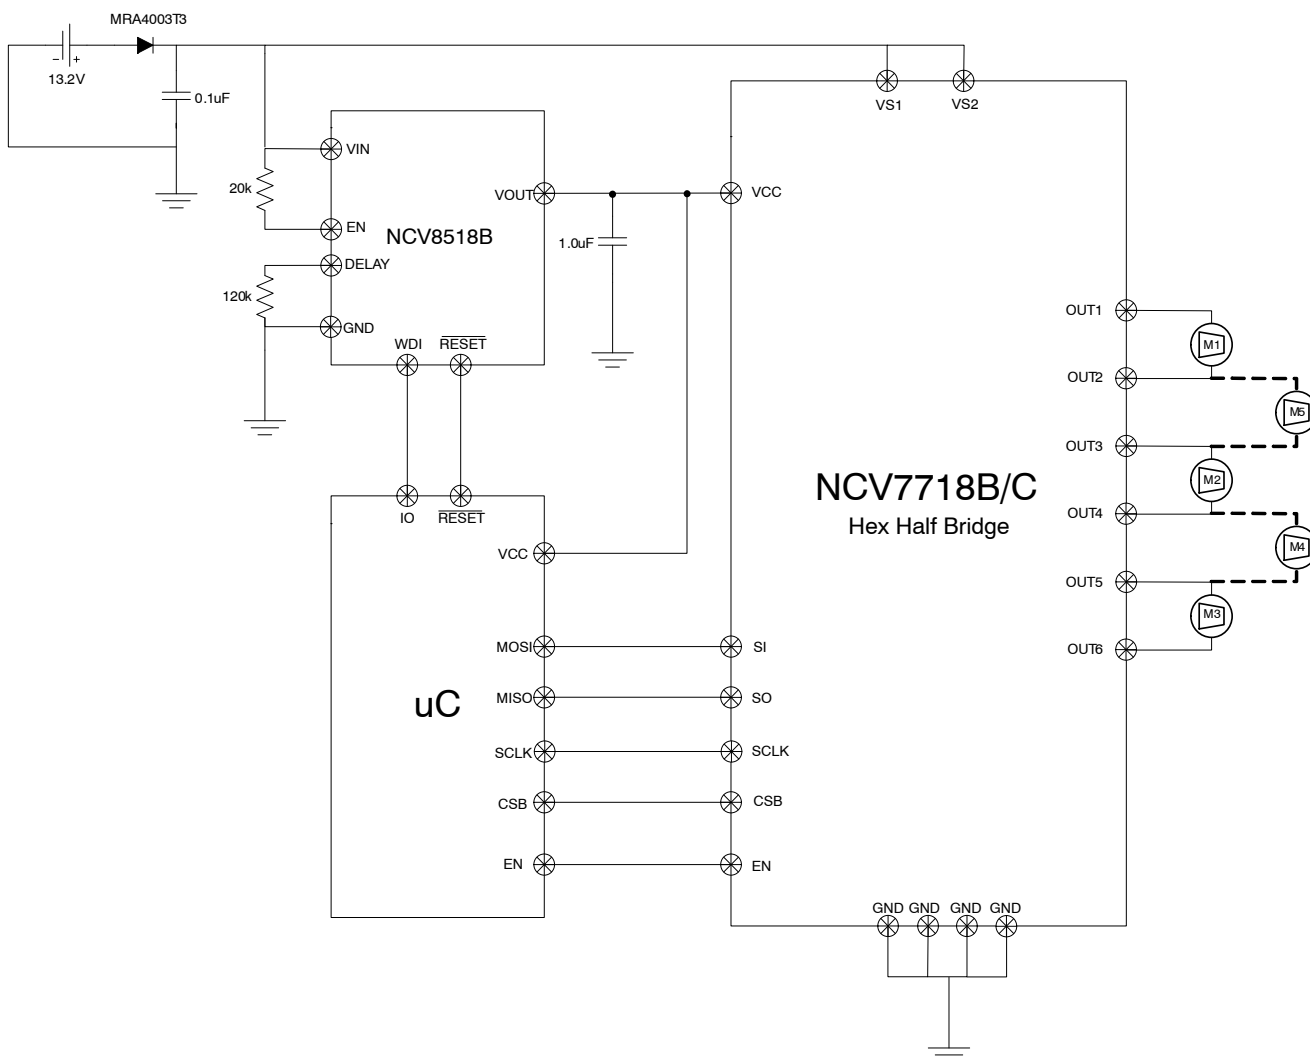 MRA4003T3
− +
13.2V
0.1uF
VS1
VS2
VIN
20k
EN
VOUT
VCC
NCV8518B
1.0uF
DELAY
120k
GND
WDI
RESET
OUT1
M1
OUT2
M5
OUT3
M2
OUT4
M4
OUT5
M3
OUT6
NCV7718B/C
Hex Half Bridge
IO
RESET
VCC
MOSI
SI
uC
MISO
SO
SCLK
SCLK
CSB
CSB
EN
EN
GND GND GND GND